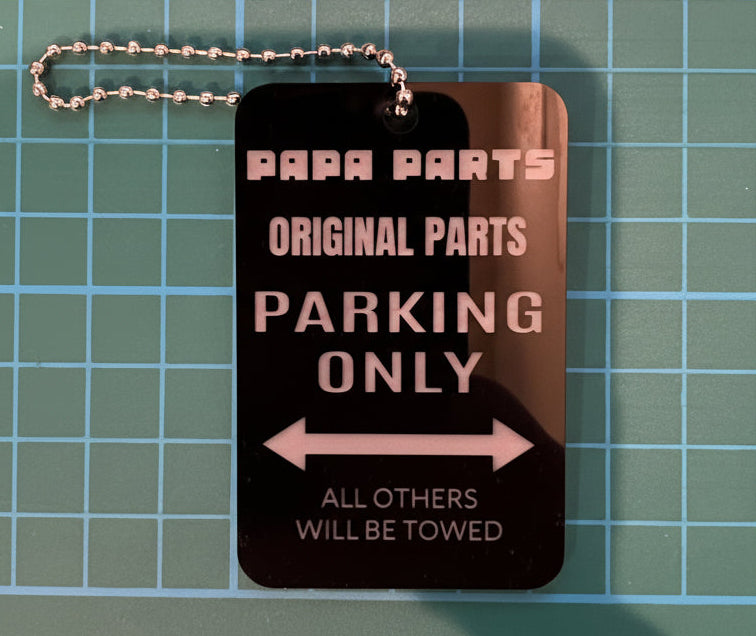 PAPA PARTS
ORIGINAL PARTS
PARKING
ONLY
ALL OTHERS
WILL BE TOWED